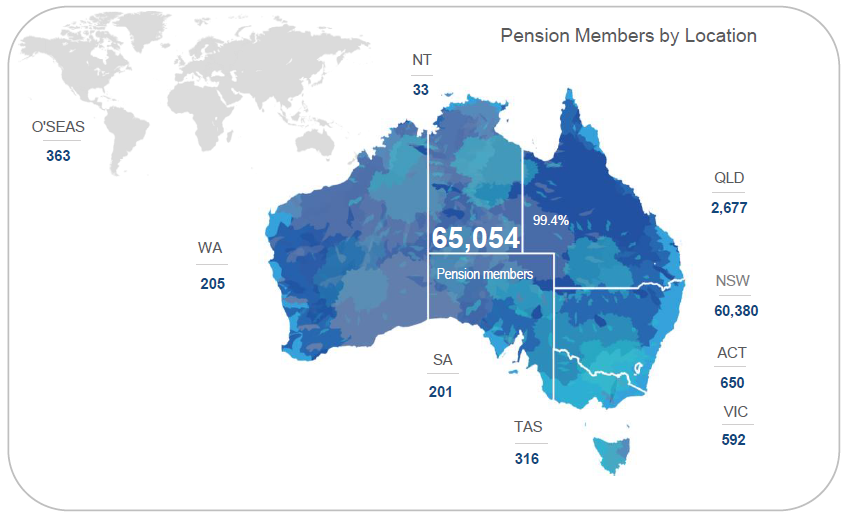 Pension Members by Location
NT
33
O'SEAS
363
QLD
2,677
99.4%
65,054
WA
205
Pension members
NSW
60,380
SA
201
ACT
650
VIC
592
TAS
316